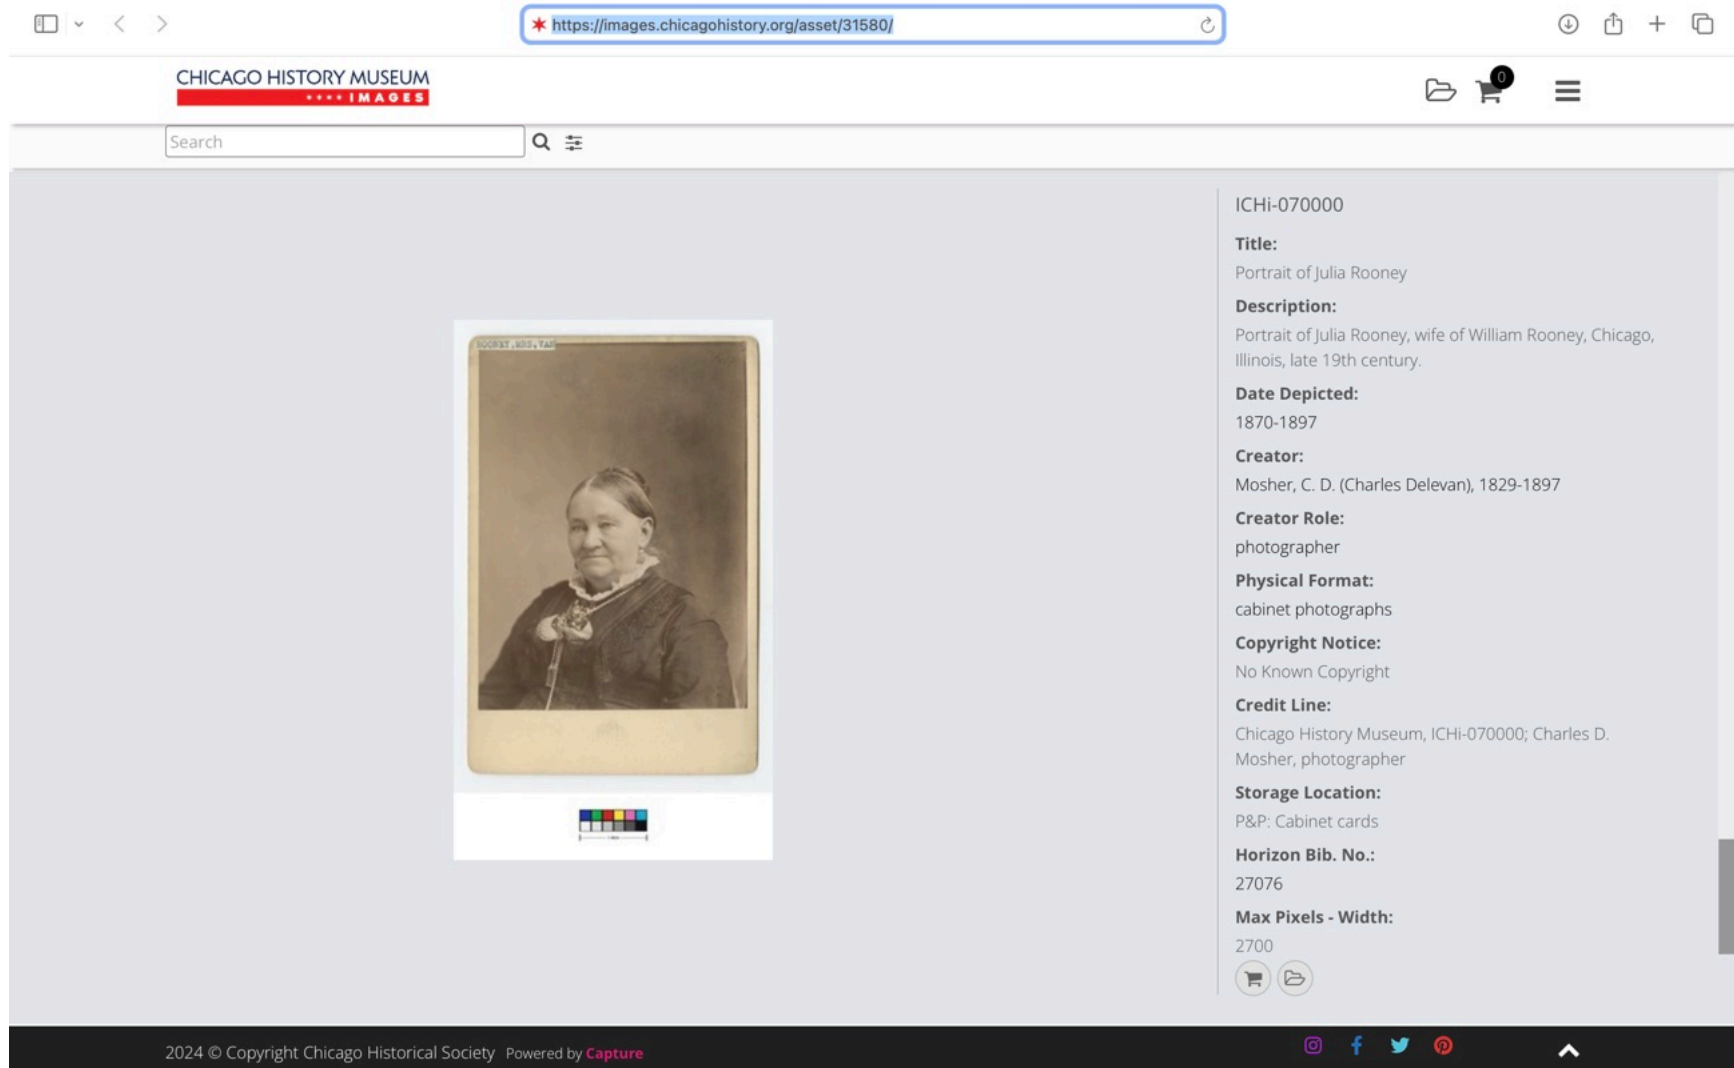 https://images.chicagohistory.org/asset/31580/
CHICAGO HISTORY MUSEUM
IMAGES
0
Search
ROONEY, MRS, VAN
ICHi-070000
Title:
Portrait of Julia Rooney
Description:
Portrait of Julia Rooney, wife of William Rooney, Chicago,
Illinois, late 19th century.
Date Depicted:
1870-1897
Creator:
Mosher, C. D. (Charles Delevan), 1829-1897
Creator Role:
photographer
Physical Format:
cabinet photographs
Copyright Notice:
No Known Copyright
Credit Line:
Chicago History Museum, ICHi-070000; Charles D.
Mosher, photographer
Storage Location:
P&P: Cabinet cards
Horizon Bib. No.:
27076
Max Pixels - Width:
2700
2024 © Copyright Chicago Historical Society Powered by Capture